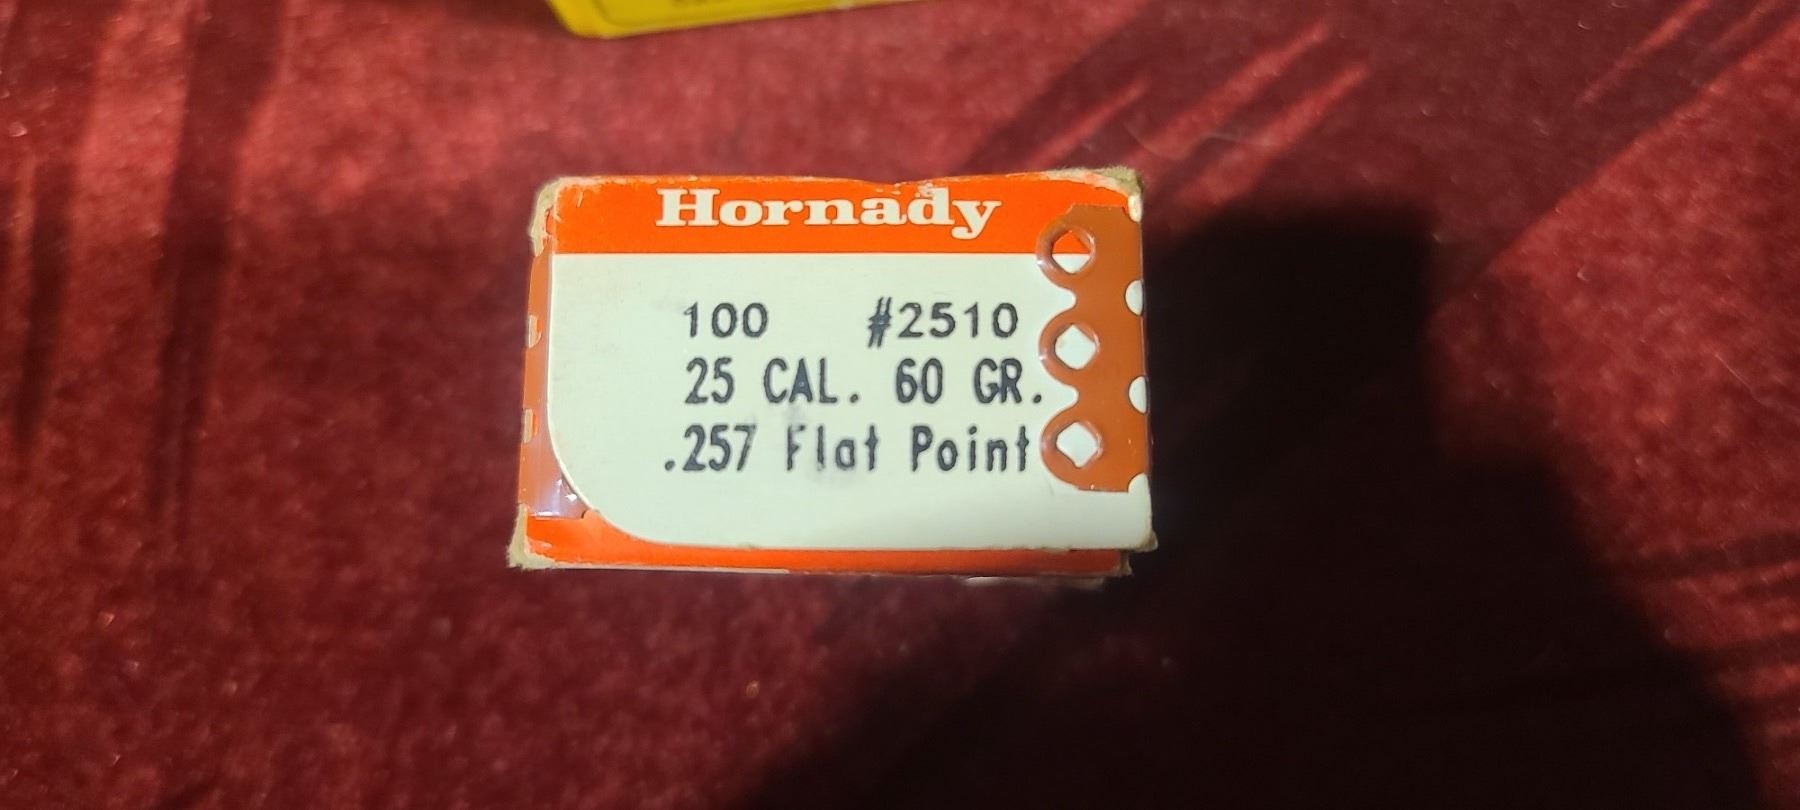 Hornady
100 #2510
25 CAL. 60 GR.
.257 Flat Point